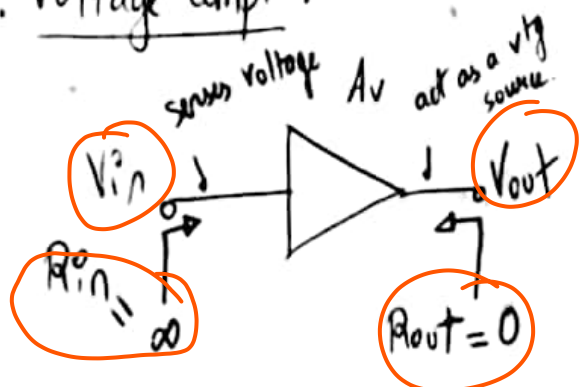 . Voltage ampl.
senses voltage
Av
act as a vtg
source.
Vin
Vout
Rin =
∞
Rout = 0